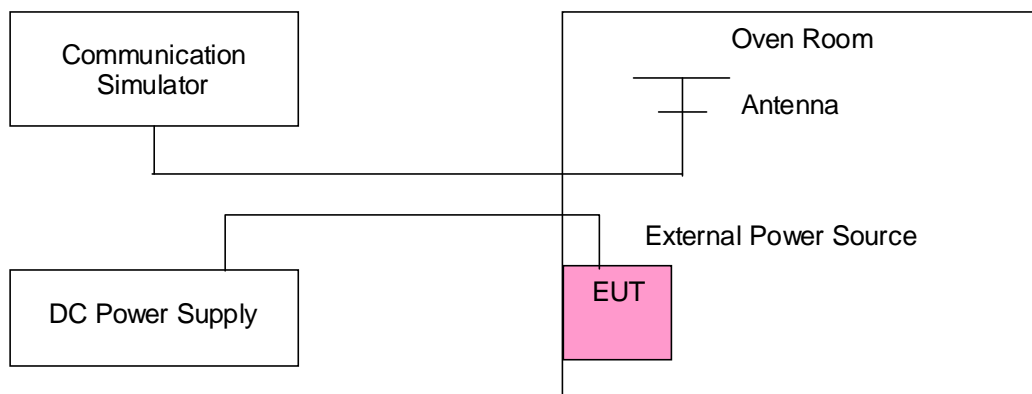 Communication
Simulator
Oven Room
Antenna
External Power Source
EUT
DC Power Supply